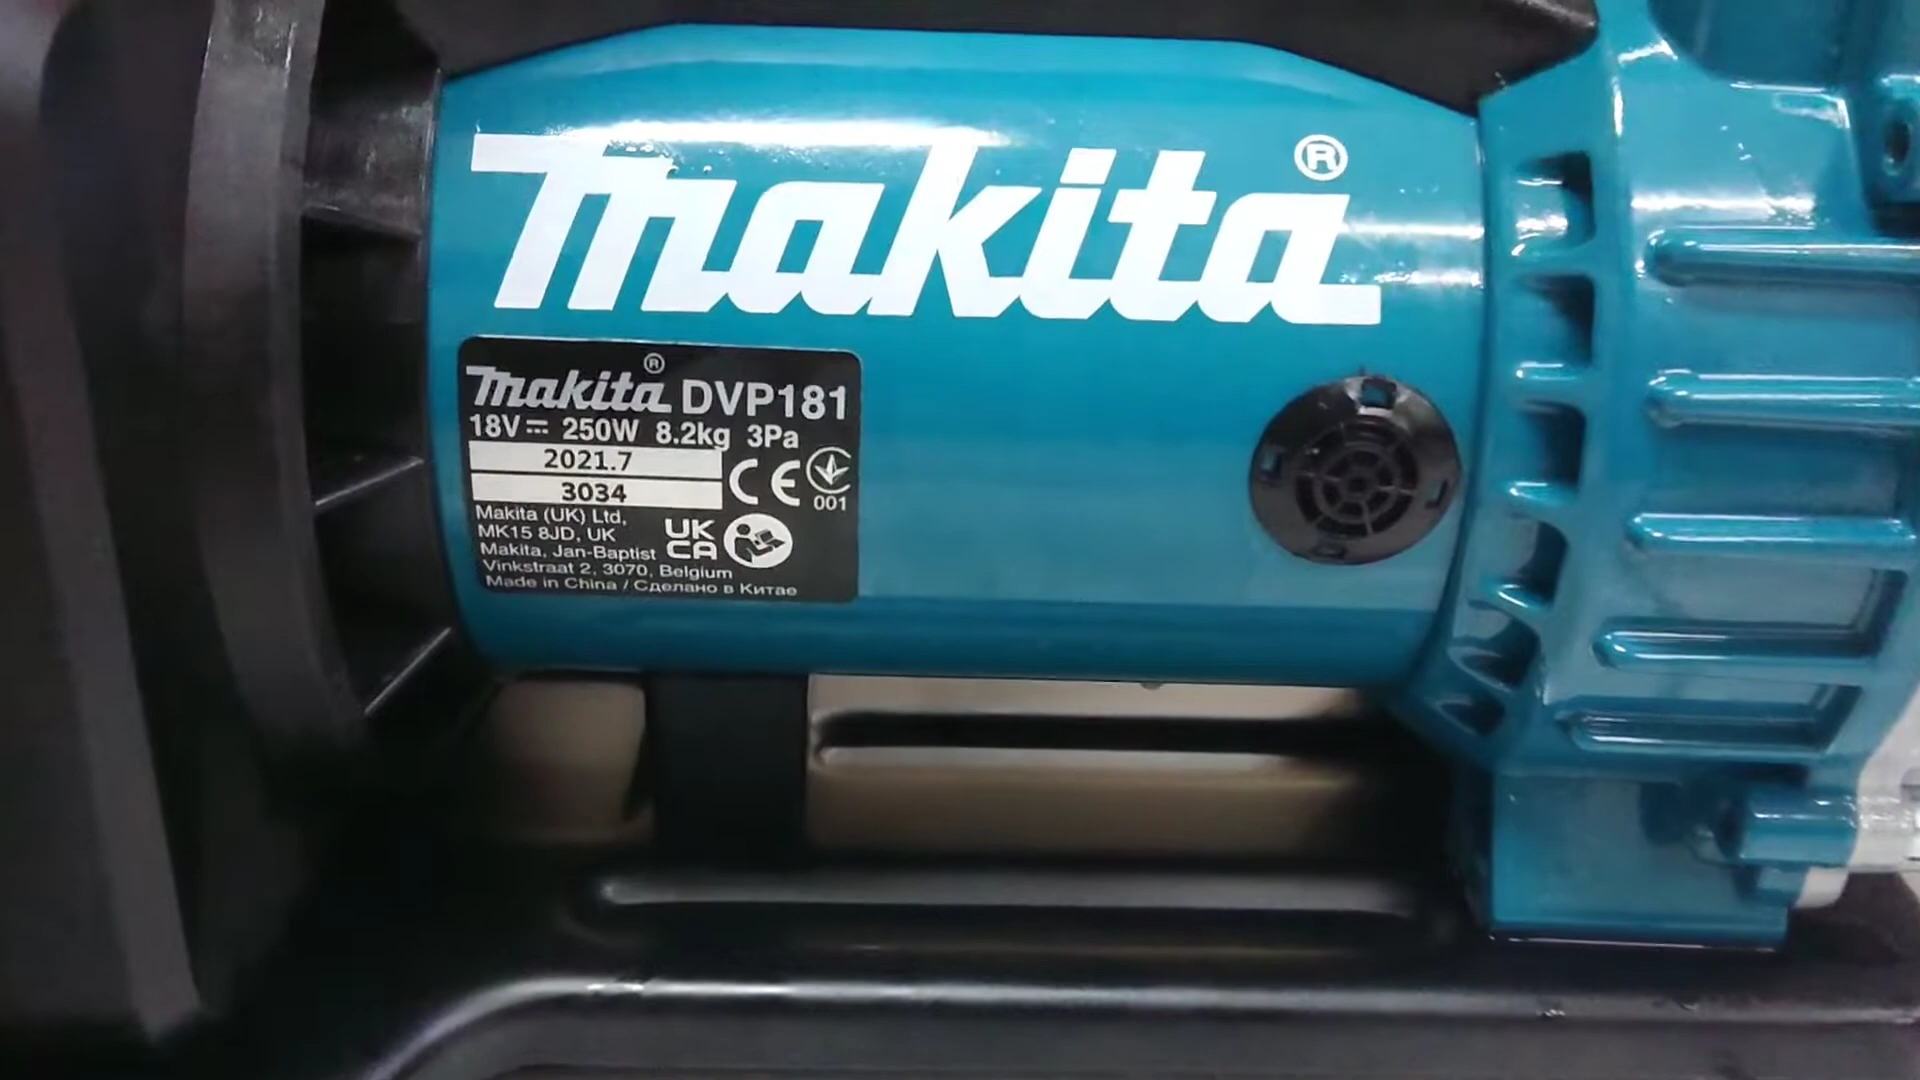 makita®
makita® DVP181
18V⎓ 250W 8.2kg 3Pa
2021.7
3034
CE
001
Makita (UK) Ltd,
MK15 8JD, UK
UK
CA
Makita, Jan-Baptist
Vinkstraat 2, 3070, Belgium
Made in China / Сделано в Китае